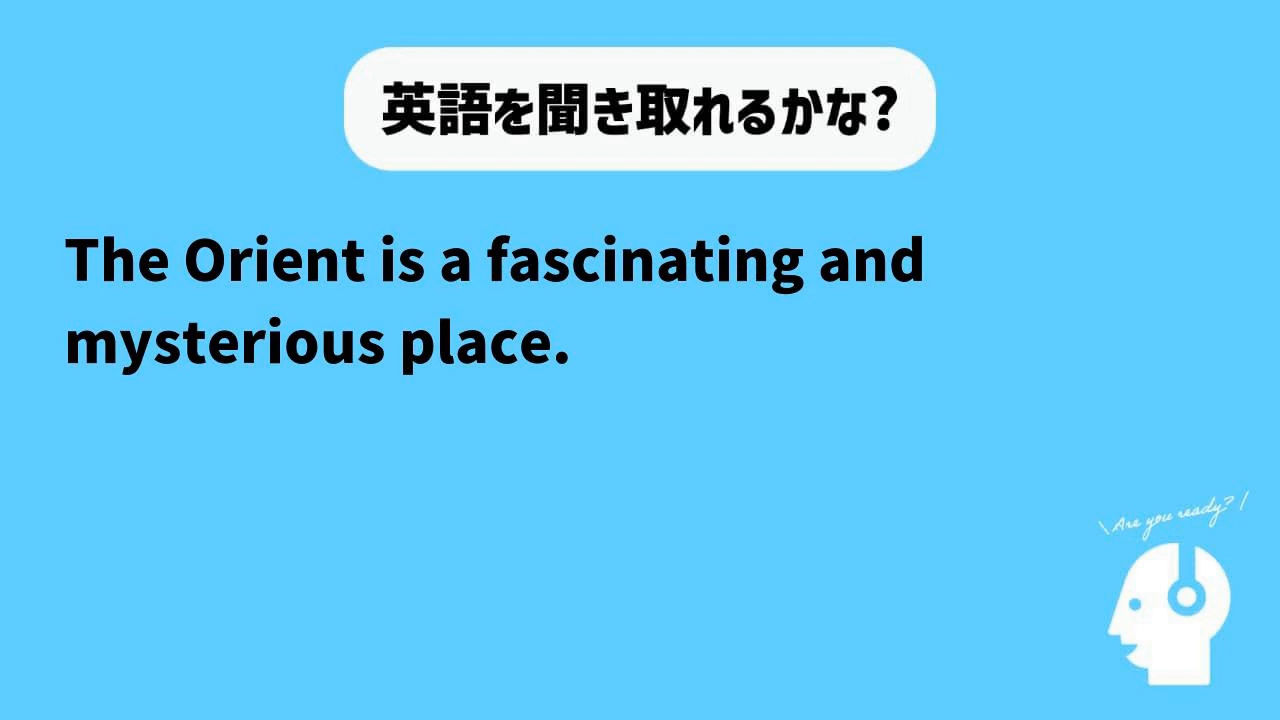 英語を聞き取れるかな?
The Orient is a fascinating and
mysterious place.
\Are you ready?/